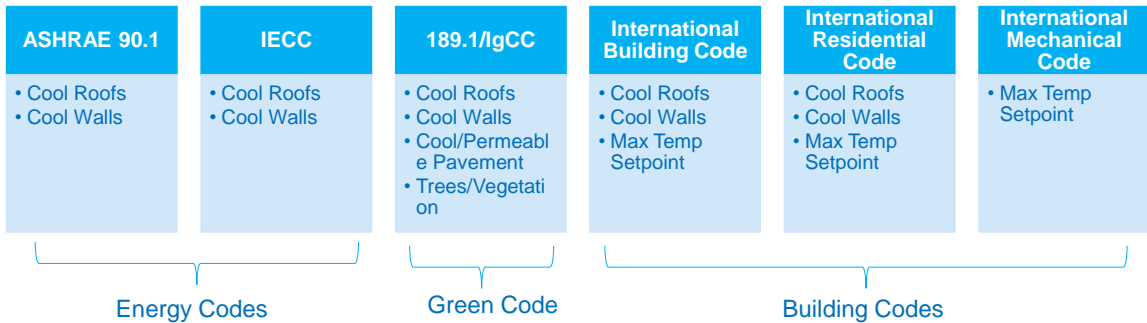 ASHRAE 90.1
• Cool Roofs
• Cool Walls
IECC
• Cool Roofs
• Cool Walls
189.1/IgCC
• Cool Roofs
• Cool Walls
• Cool/Permeabl
e Pavement
• Trees/Vegetati
on
International
Building Code
• Cool Roofs
• Cool Walls
• Max Temp
Setpoint
International
Residential
Code
• Cool Roofs
• Cool Walls
• Max Temp
Setpoint
International
Mechanical
Code
• Max Temp
Setpoint
Energy Codes
Green Code
Building Codes